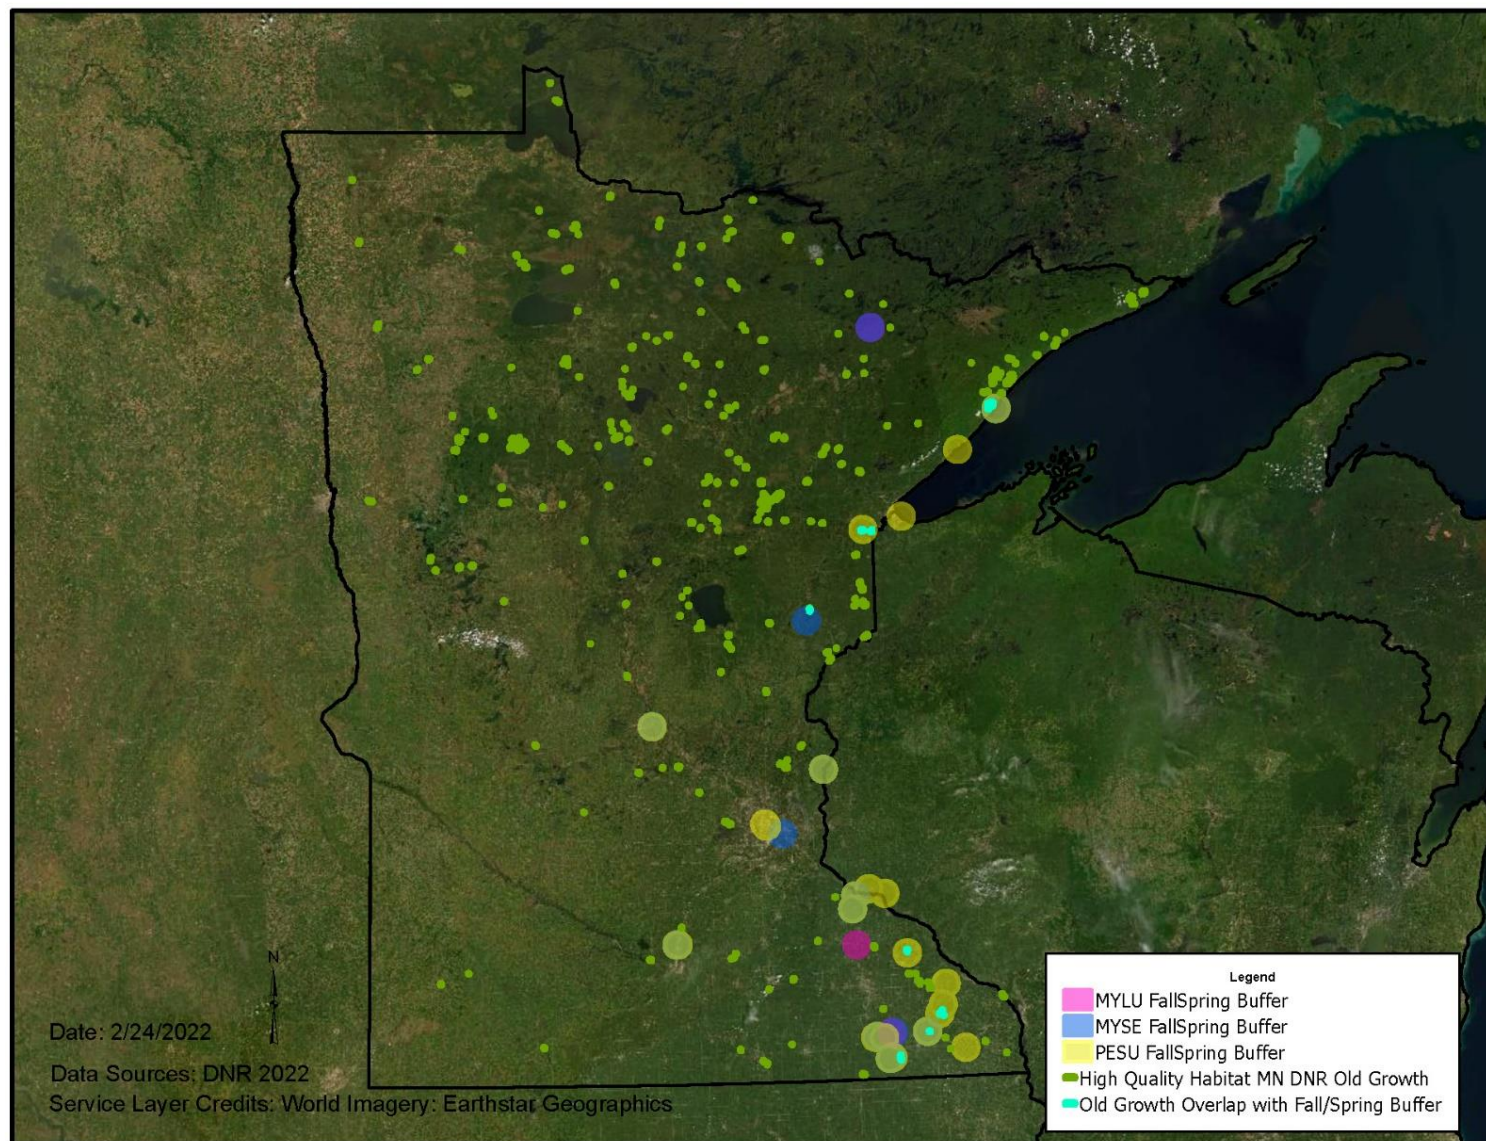 N
Date: 2/24/2022
Data Sources: DNR 2022
Service Layer Credits: World Imagery: Earthstar Geographics
Legend
MYLU FallSpring Buffer
MYSE FallSpring Buffer
PESU FallSpring Buffer
High Quality Habitat MN DNR Old Growth
Old Growth Overlap with Fall/Spring Buffer